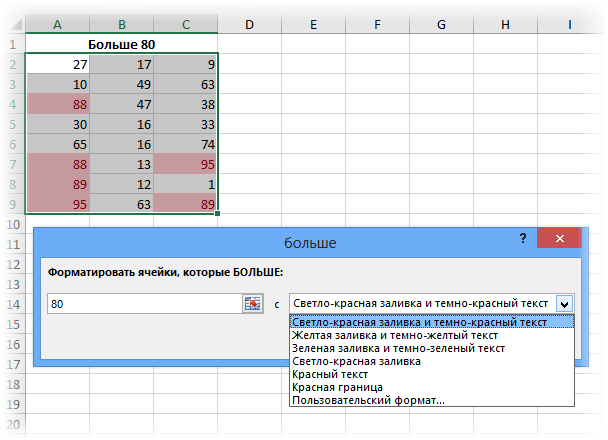 A B C D E F G H I
1 Больше 80
2 27 17 9
3 10 49 63
4 88 47 38
5 30 16 33
6 65 16 74
7 88 13 95
8 89 12 1
9 95 63 89
10
11 больше ? ×
12 Форматировать ячейки, которые БОЛЬШЕ:
13
14 80 с Светло-красная заливка и темно-красный текст
15 Светло-красная заливка и темно-красный текст
16 Желтая заливка и темно-желтый текст
Зеленая заливка и темно-зеленый текст
17 Светло-красная заливка
18 Красный текст
Красная граница
19 Пользовательский формат...
20